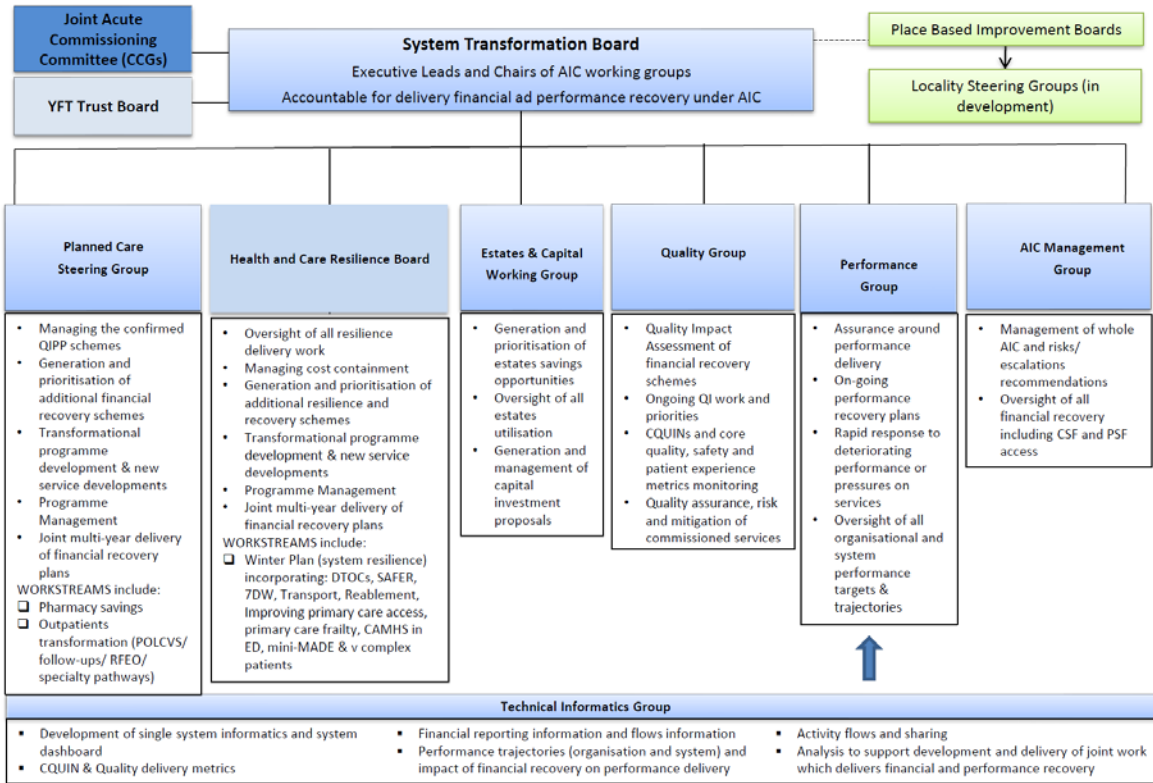 Joint Acute
Commissioning
Committee (CCGs)
YFT Trust Board
System Transformation Board
Executive Leads and Chairs of AIC working groups
Accountable for delivery financial ad performance recovery under AIC
Place Based Improvement Boards
Locality Steering Groups (in
development)
Planned Care
Steering Group
• Managing the confirmed
QIPP schemes
• Generation and
prioritisation of
additional financial
recovery schemes
• Transformational
programme
development & new
service developments
• Programme
Management
• Joint multi-year delivery
of financial recovery
plans
WORKSTREAMS include:
❑ Pharmacy savings
❑ Outpatients
transformation (POLCVS/
follow-ups/ RFEO/
specialty pathways)
Health and Care Resilience Board
• Oversight of all resilience
delivery work
• Managing cost containment
• Generation and prioritisation of
additional resilience and
recovery schemes
• Transformational programme
development & new service
developments
• Programme Management
• Joint multi-year delivery of
financial recovery plans
WORKSTREAMS include:
❑ Winter Plan (system resilience)
incorporating: DTOCs, SAFER,
7DW, Transport, Reablement,
Improving primary care access,
primary care frailty, CAMHS in
ED, mini-MADE & v complex
patients
Estates & Capital
Working Group
• Generation and
prioritisation of
estates savings
opportunities
• Oversight of all
estates
utilisation
• Generation and
management of
capital
investment
proposals
Quality Group
• Quality Impact
Assessment of
financial recovery
schemes
• Ongoing QI work and
priorities
• CQUINs and core
quality, safety and
patient experience
metrics monitoring
• Quality assurance, risk
and mitigation of
commissioned services
Performance
Group
• Assurance around
performance
delivery
• On-going
performance
recovery plans
• Rapid response to
deteriorating
performance or
pressures on
services
• Oversight of all
organisational and
system
performance
targets &
trajectories
AIC Management
Group
• Management of whole
AIC and risks/
escalations
recommendations
• Oversight of all
financial recovery
including CSF and PSF
access
Technical Informatics Group
▪ Development of single system informatics and system
dashboard
▪ CQUIN & Quality delivery metrics
▪ Financial reporting information and flows information
▪ Performance trajectories (organisation and system) and
impact of financial recovery on performance delivery
▪ Activity flows and sharing
▪ Analysis to support development and delivery of joint work
which delivers financial and performance recovery